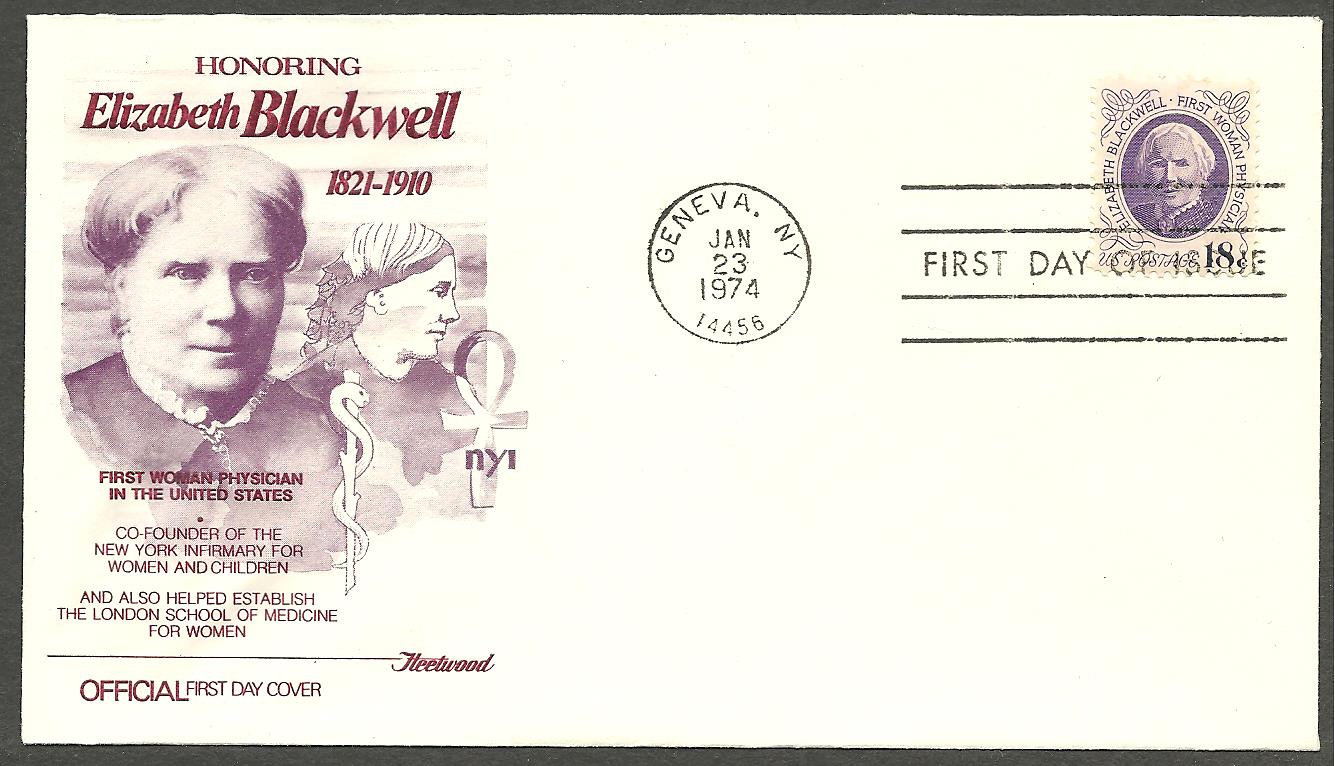 HONORING
Elizabeth Blackwell
1821-1910
FIRST WOMAN PHYSICIAN
IN THE UNITED STATES
•
CO-FOUNDER OF THE
NEW YORK INFIRMARY FOR
WOMEN AND CHILDREN
AND ALSO HELPED ESTABLISH
THE LONDON SCHOOL OF MEDICINE
FOR WOMEN
Fleetwood
OFFICIAL FIRST DAY COVER
nyi
GENEVA, NY
JAN
23
1974
14456
FIRST DAY OF ISSUE
ELIZABETH BLACKWELL · FIRST WOMAN PHYSICIAN
US POSTAGE 18¢